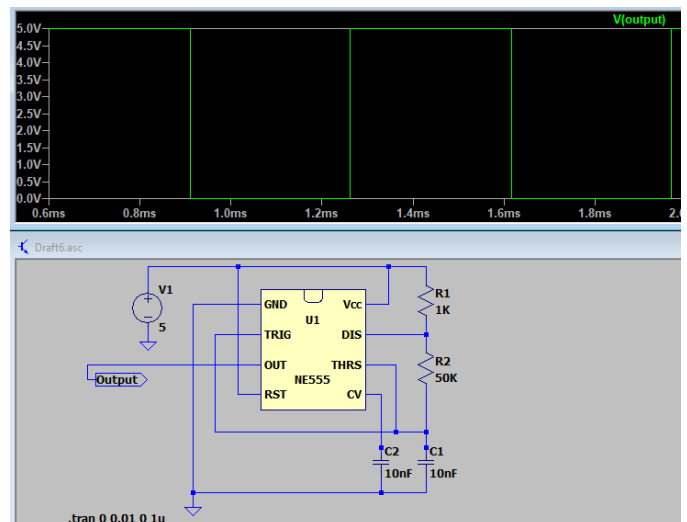 V(output)
5.0V
4.5V
4.0V
3.5V
3.0V
2.5V
2.0V
1.5V
1.0V
0.5V
0.0V
0.6ms 0.8ms 1.0ms 1.2ms 1.4ms 1.6ms 1.8ms 2.0
Draft6.asc
V1
5
GND Vcc
U1
TRIG DIS
OUT THRS
NE555
RST CV
R1
1K
R2
50K
Output
C2 C1
10nF 10nF
.tran 0 0.01 0 1u